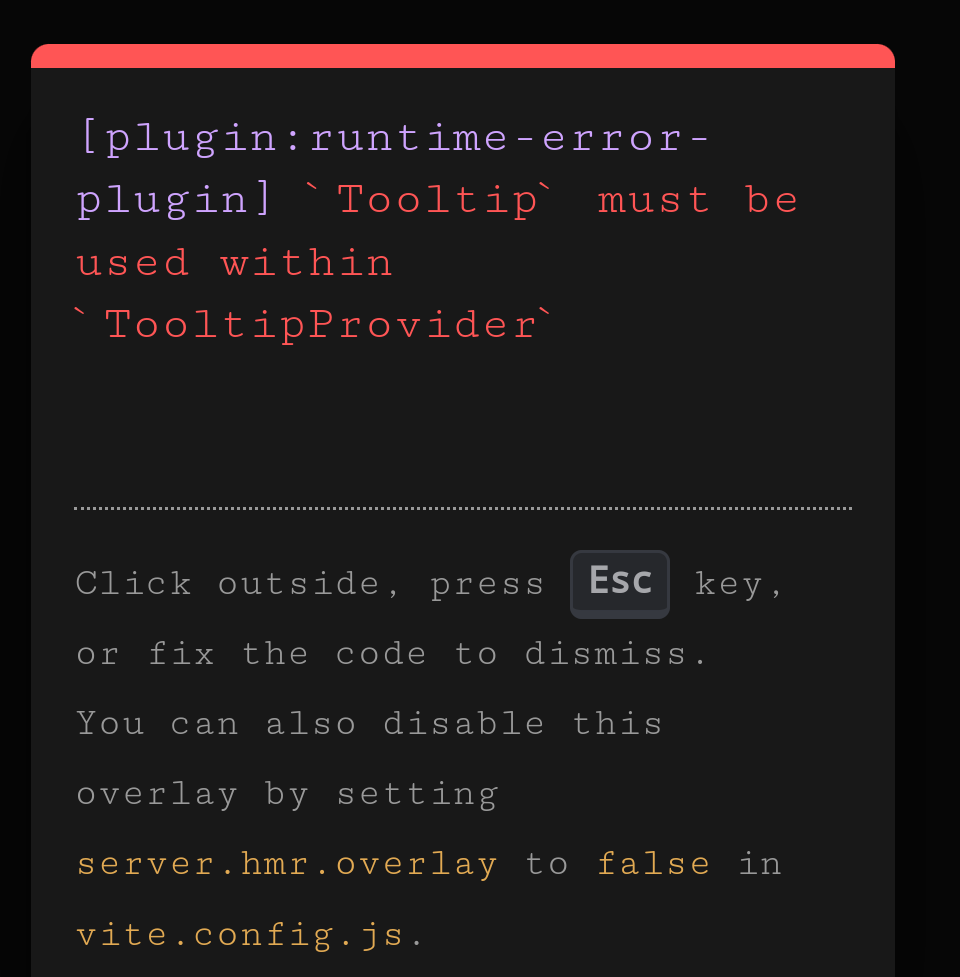 [plugin:runtime-error-
plugin] `Tooltip` must be
used within
`TooltipProvider`
Click outside, press Esc key,
or fix the code to dismiss.
You can also disable this
overlay by setting
server.hmr.overlay to false in
vite.config.js.